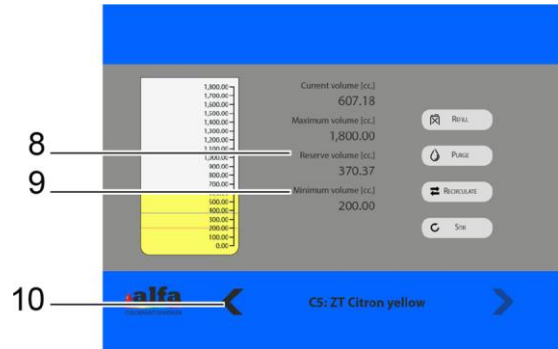 8
9
10
1,800.00
1,700.00
1,600.00
1,500.00
1,400.00
1,300.00
1,200.00
1,100.00
1,000.00
900.00
800.00
700.00
600.00
500.00
400.00
300.00
200.00
100.00
0.00
Current volume [cc.]
607.18
Maximum volume [cc.]
1,800.00
Reserve volume [cc.]
370.37
Minimum volume [cc.]
200.00
REFILL
PURGE
RECIRCULATE
STIR
alfa
C5: ZT Citron yellow